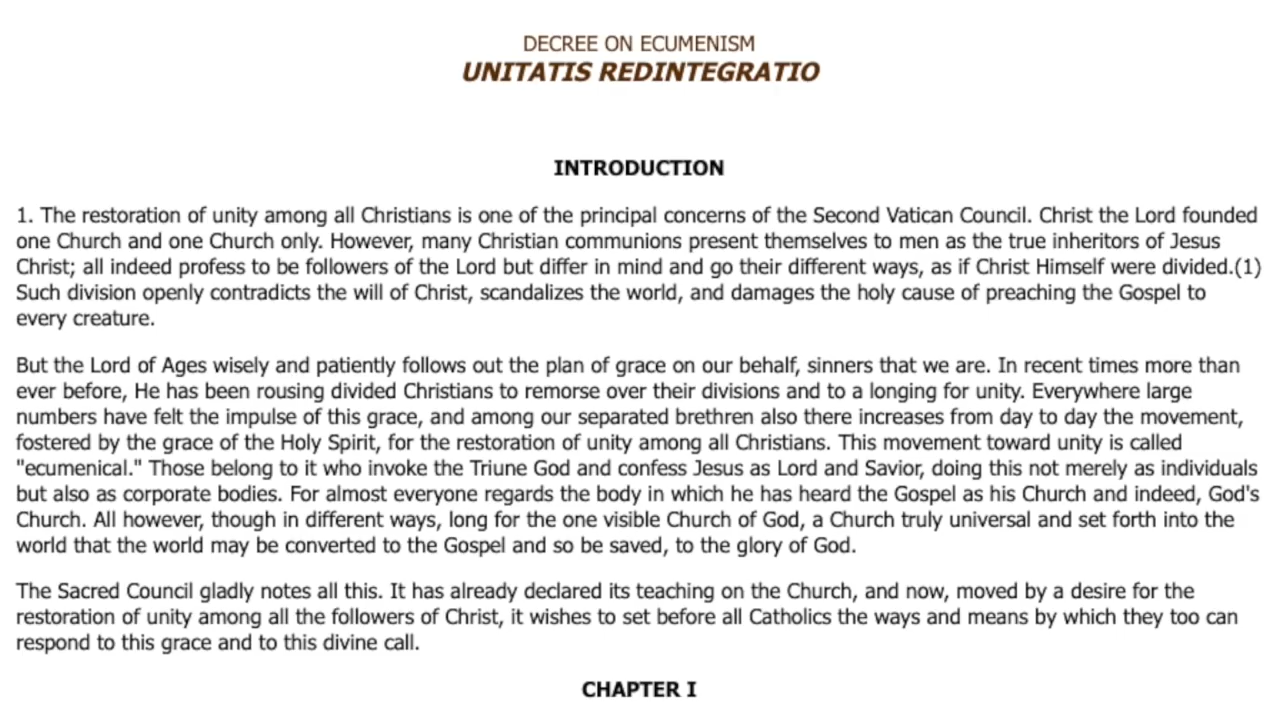 DECREE ON ECUMENISM
UNITATIS REDINTEGRATIO
INTRODUCTION
1. The restoration of unity among all Christians is one of the principal concerns of the Second Vatican Council. Christ the Lord founded
one Church and one Church only. However, many Christian communions present themselves to men as the true inheritors of Jesus
Christ; all indeed profess to be followers of the Lord but differ in mind and go their different ways, as if Christ Himself were divided.(1)
Such division openly contradicts the will of Christ, scandalizes the world, and damages the holy cause of preaching the Gospel to
every creature.
But the Lord of Ages wisely and patiently follows out the plan of grace on our behalf, sinners that we are. In recent times more than
ever before, He has been rousing divided Christians to remorse over their divisions and to a longing for unity. Everywhere large
numbers have felt the impulse of this grace, and among our separated brethren also there increases from day to day the movement,
fostered by the grace of the Holy Spirit, for the restoration of unity among all Christians. This movement toward unity is called
"ecumenical." Those belong to it who invoke the Triune God and confess Jesus as Lord and Savior, doing this not merely as individuals
but also as corporate bodies. For almost everyone regards the body in which he has heard the Gospel as his Church and indeed, God's
Church. All however, though in different ways, long for the one visible Church of God, a Church truly universal and set forth into the
world that the world may be converted to the Gospel and so be saved, to the glory of God.
The Sacred Council gladly notes all this. It has already declared its teaching on the Church, and now, moved by a desire for the
restoration of unity among all the followers of Christ, it wishes to set before all Catholics the ways and means by which they too can
respond to this grace and to this divine call.
CHAPTER I